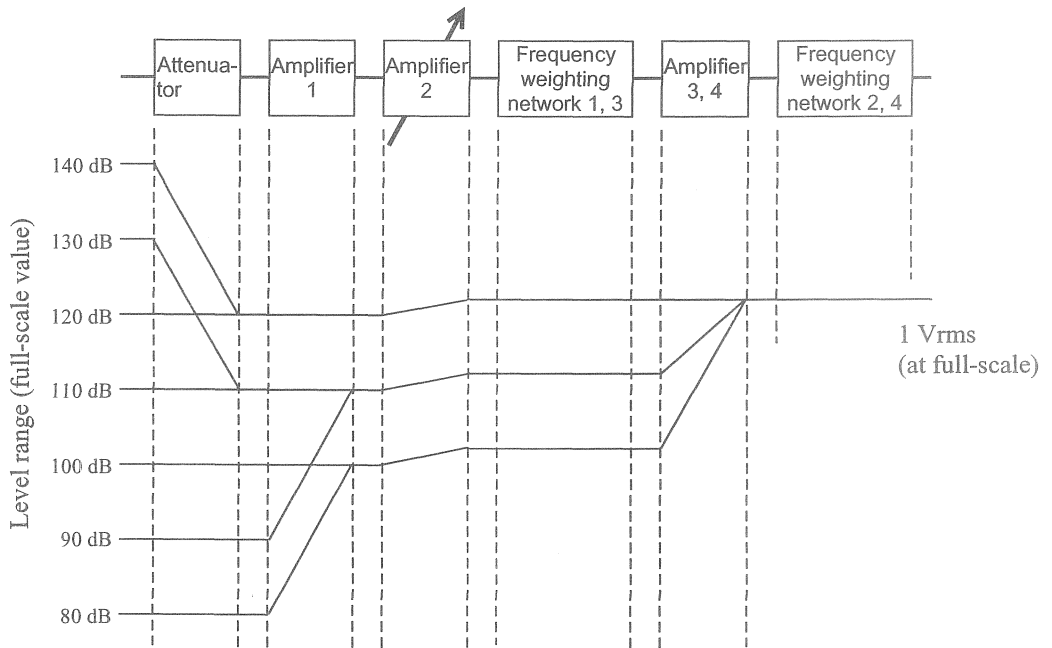 Attenua-
tor
Amplifier
1
Amplifier
2
Frequency
weighting
network 1, 3
Amplifier
3, 4
Frequency
weighting
network 2, 4
Level range (full-scale value)
140 dB
130 dB
120 dB
110 dB
100 dB
90 dB
80 dB
1 Vrms
(at full-scale)